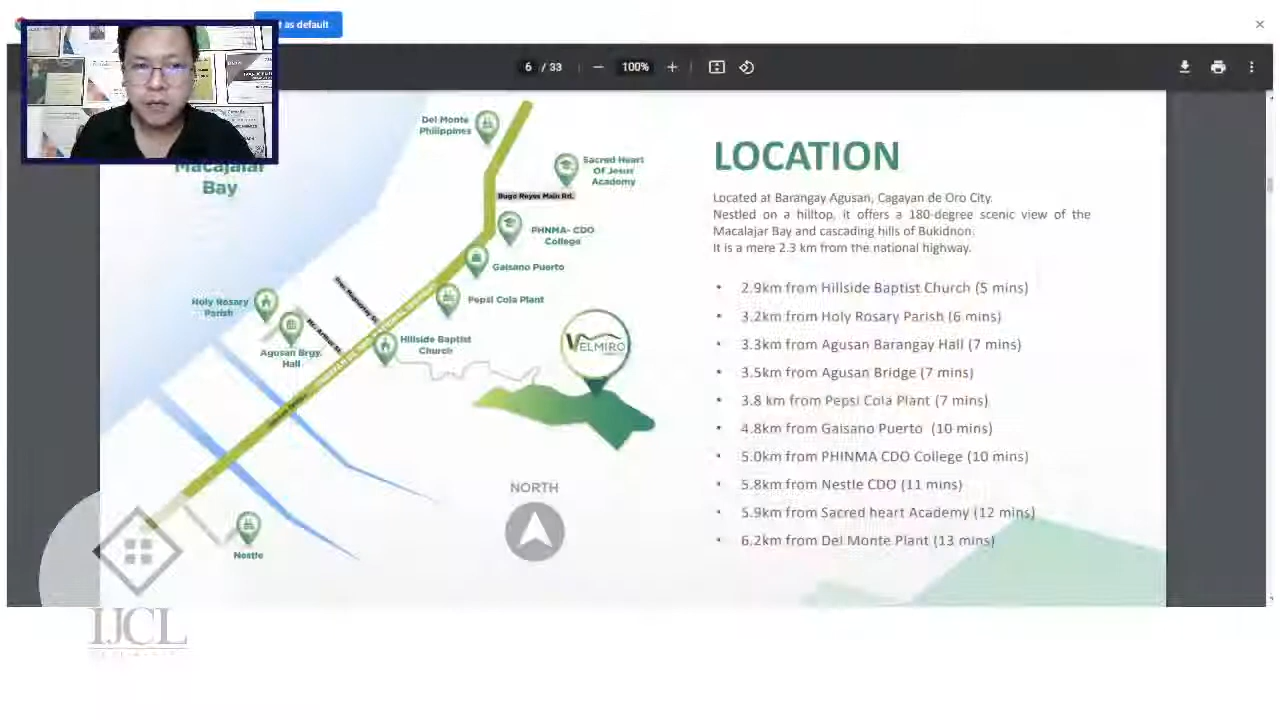 t as default
6 / 33
100%
Macajalar
Bay
Del Monte
Philippines
Sacred Heart
Of Jesus
Academy
Bugo Reyes Main Rd.
PHNMA- CDO
College
Gaisano Puerto
Pepsi Cola Plant
Holy Rosary
Parish
Agusan Brgy.
Hall
Hillside Baptist
Church
VELMIRO
NORTH
Nestle
LOCATION
Located at Barangay Agusan, Cagayan de Oro City.
Nestled on a hilltop, it offers a 180-degree scenic view of the
Macalajar Bay and cascading hills of Bukidnon.
It is a mere 2.3 km from the national highway.
• 2.9km from Hillside Baptist Church (5 mins)
• 3.2km from Holy Rosary Parish (6 mins)
• 3.3km from Agusan Barangay Hall (7 mins)
• 3.5km from Agusan Bridge (7 mins)
• 3.8 km from Pepsi Cola Plant (7 mins)
• 4.8km from Gaisano Puerto (10 mins)
• 5.0km from PHINMA CDO College (10 mins)
• 5.8km from Nestle CDO (11 mins)
• 5.9km from Sacred heart Academy (12 mins)
• 6.2km from Del Monte Plant (13 mins)
IJCL